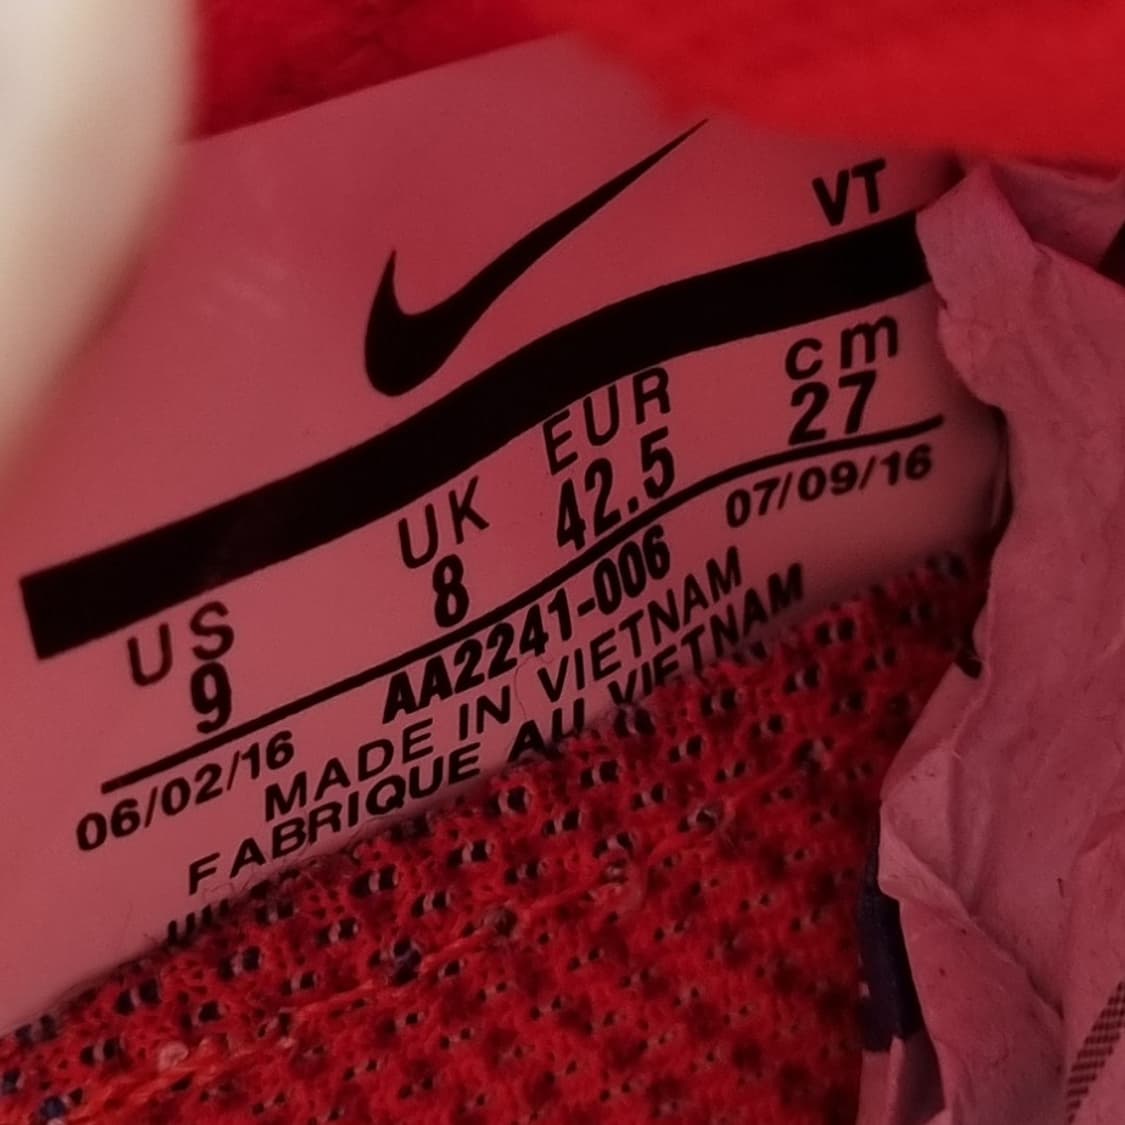 VT
US UK EUR cm
9 8 42.5 27
06/02/16 AA2241-006 07/09/16
MADE IN VIETNAM
FABRIQUE AU VIETNAM